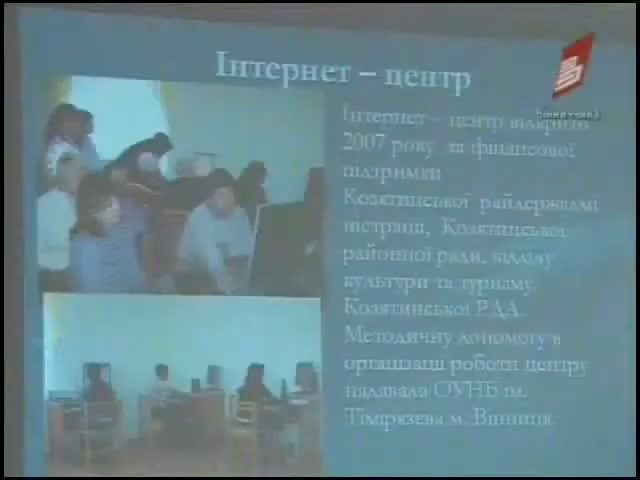 Інтернет – центр
Інтернет – центр відкрито
2007 року за фінансової
підтримки
Козятинської райдержадмі
ністрації, Козятинської
районної ради, відділу
культури та туризму
Козятинської РДА.
Методичну допомогу в
організації роботи центру
надавала ОУНБ ім.
Тімірязєва м. Вінниця